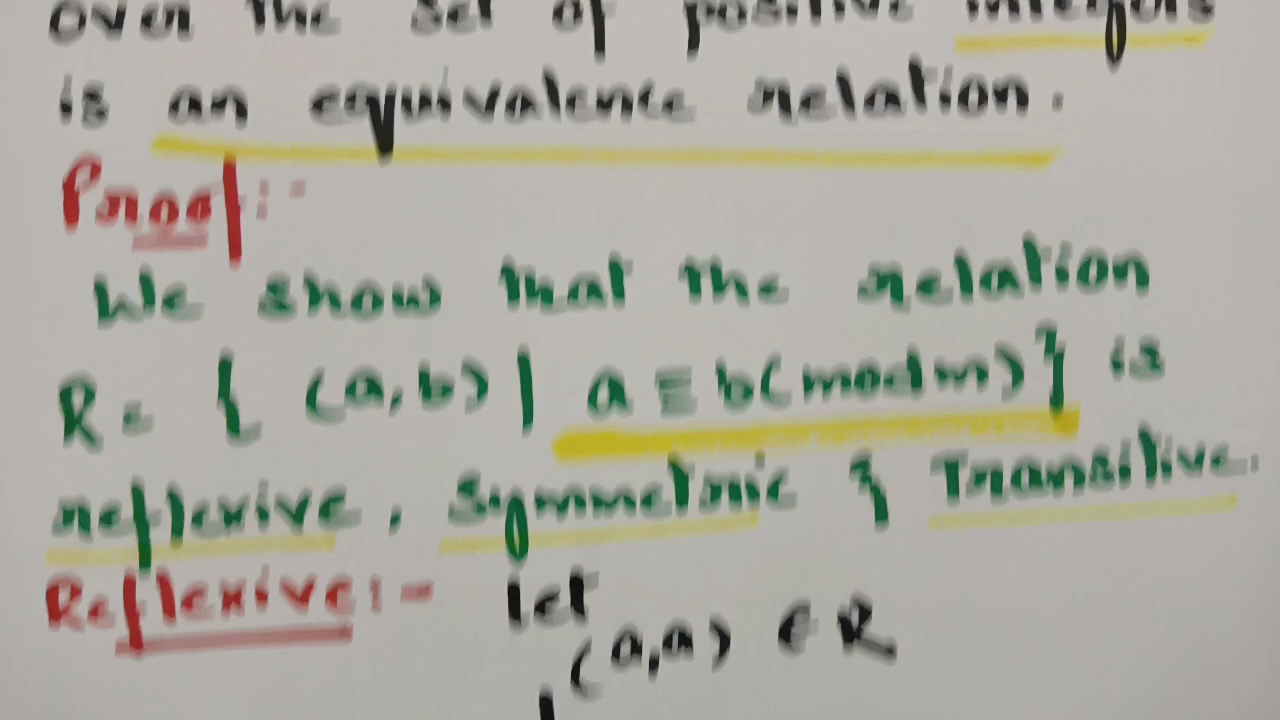 over the set of positive integers
is an equivalence relation.
Proof:-
We show that the relation
R = { (a,b) | a ≡ b(mod m)} is
reflexive, Symmetric & Transitive.
Reflexive:- let
(a,a) ∈ R